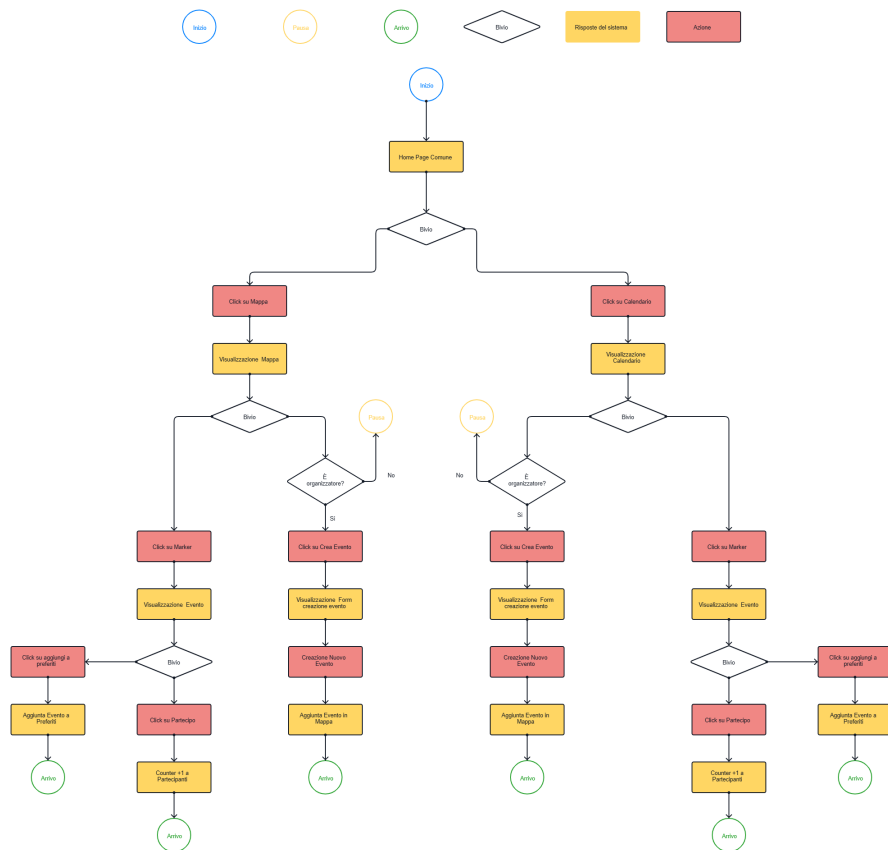 Inizio
Pausa
Arrivo
Bivio
Risposte del sistema
Azione
Inizio
Home Page Comune
Bivio
Click su Mappa
Click su Calendario
Visualizzazione Mappa
Visualizzazione
Calendario
Bivio
Pausa
Pausa
Bivio
È
organizzatore?
No
No
È
organizzatore?
Sì
Sì
Click su Marker
Click su Crea Evento
Click su Crea Evento
Click su Marker
Visualizzazione Evento
Visualizzazione Form
creazione evento
Visualizzazione Form
creazione evento
Visualizzazione Evento
Click su aggiungi a
preferiti
Bivio
Creazione Nuovo
Evento
Creazione Nuovo
Evento
Bivio
Click su aggiungi a
preferiti
Aggiunta Evento a
Preferiti
Click su Partecipo
Aggiunta Evento in
Mappa
Aggiunta Evento in
Mappa
Click su Partecipo
Aggiunta Evento a
Preferiti
Arrivo
Counter +1 a
Partecipanti
Arrivo
Arrivo
Counter +1 a
Partecipanti
Arrivo
Arrivo
Arrivo